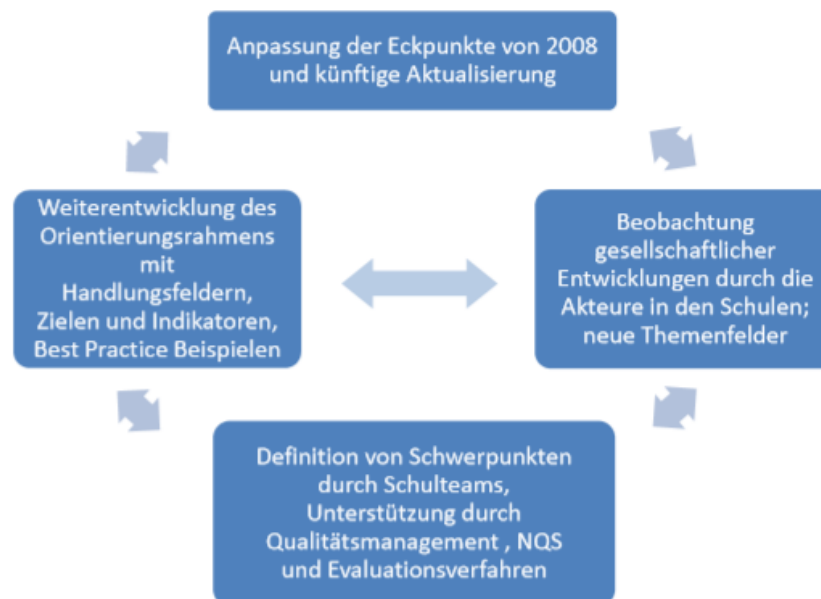 Anpassung der Eckpunkte von 2008
und künftige Aktualisierung
Weiterentwicklung des
Orientierungsrahmens
mit
Handlungsfeldern,
Zielen und Indikatoren,
Best Practice Beispielen
Beobachtung
gesellschaftlicher
Entwicklungen durch die
Akteure in den Schulen;
neue Themenfelder
Definition von Schwerpunkten
durch Schulteams,
Unterstützung durch
Qualitätsmanagement , NQS
und Evaluationsverfahren